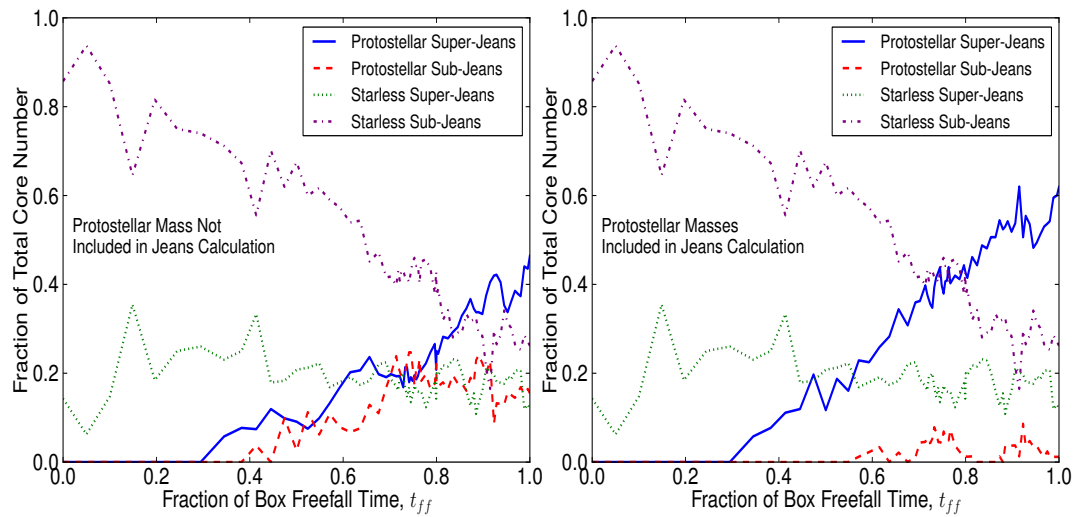 Fraction of Total Core Number
1.0
0.8
0.6
0.4
0.2
0.0
Protostellar Super-Jeans
Protostellar Sub-Jeans
Starless Super-Jeans
Starless Sub-Jeans
Protostellar Mass Not
Included in Jeans Calculation
0.0 0.2 0.4 0.6 0.8 1.0
Fraction of Box Freefall Time, t_ff
Fraction of Total Core Number
1.0
0.8
0.6
0.4
0.2
0.0
Protostellar Super-Jeans
Protostellar Sub-Jeans
Starless Super-Jeans
Starless Sub-Jeans
Protostellar Masses
Included in Jeans Calculation
0.0 0.2 0.4 0.6 0.8 1.0
Fraction of Box Freefall Time, t_ff